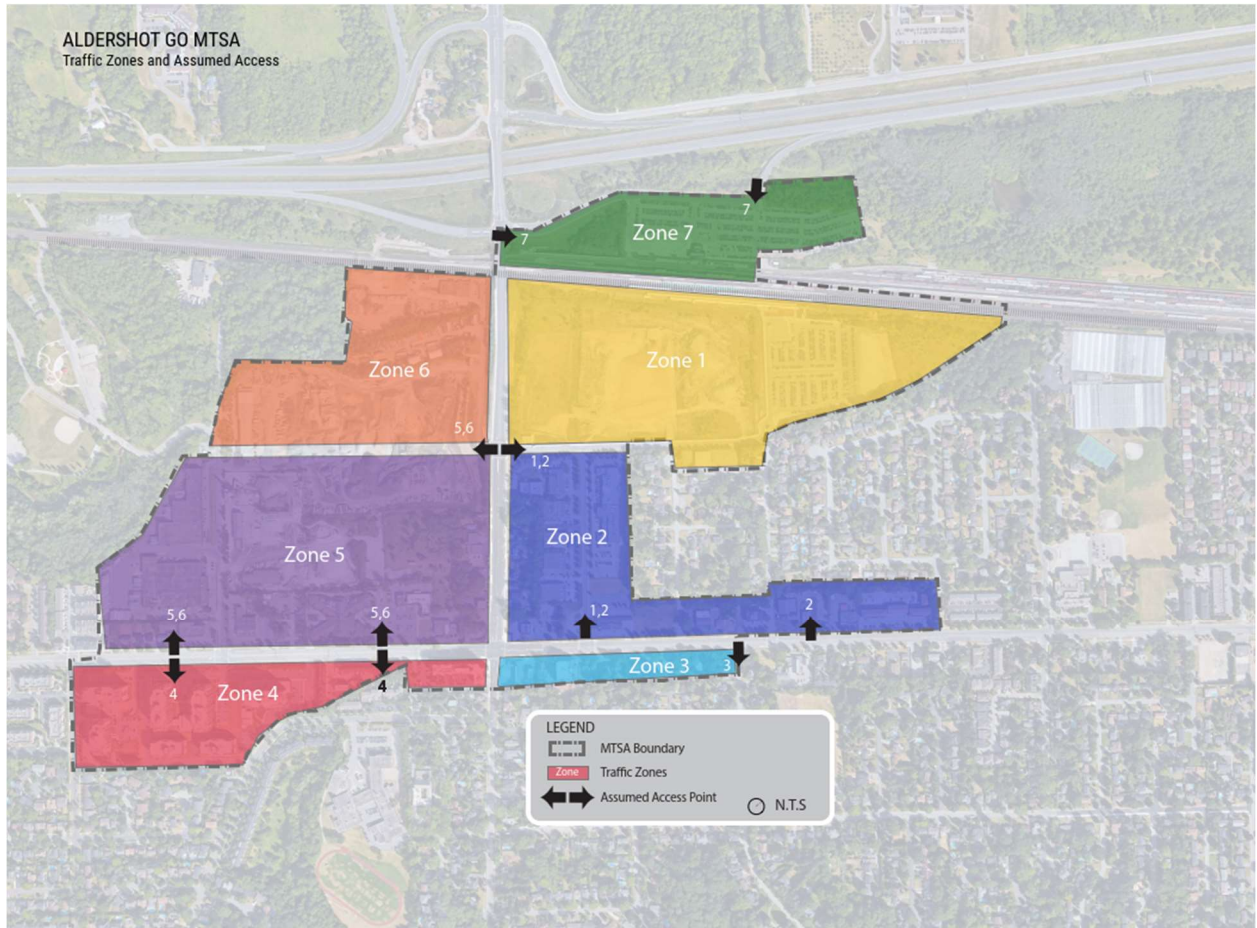 ALDERSHOT GO MTSA
Traffic Zones and Assumed Access
7
Zone 7
7
Zone 6
Zone 1
5,6
1,2
Zone 2
Zone 5
5,6
5,6
1,2
2
4
Zone 4
4
Zone 3
3
LEGEND
MTSA Boundary
Zone
Traffic Zones
Assumed Access Point
N.T.S